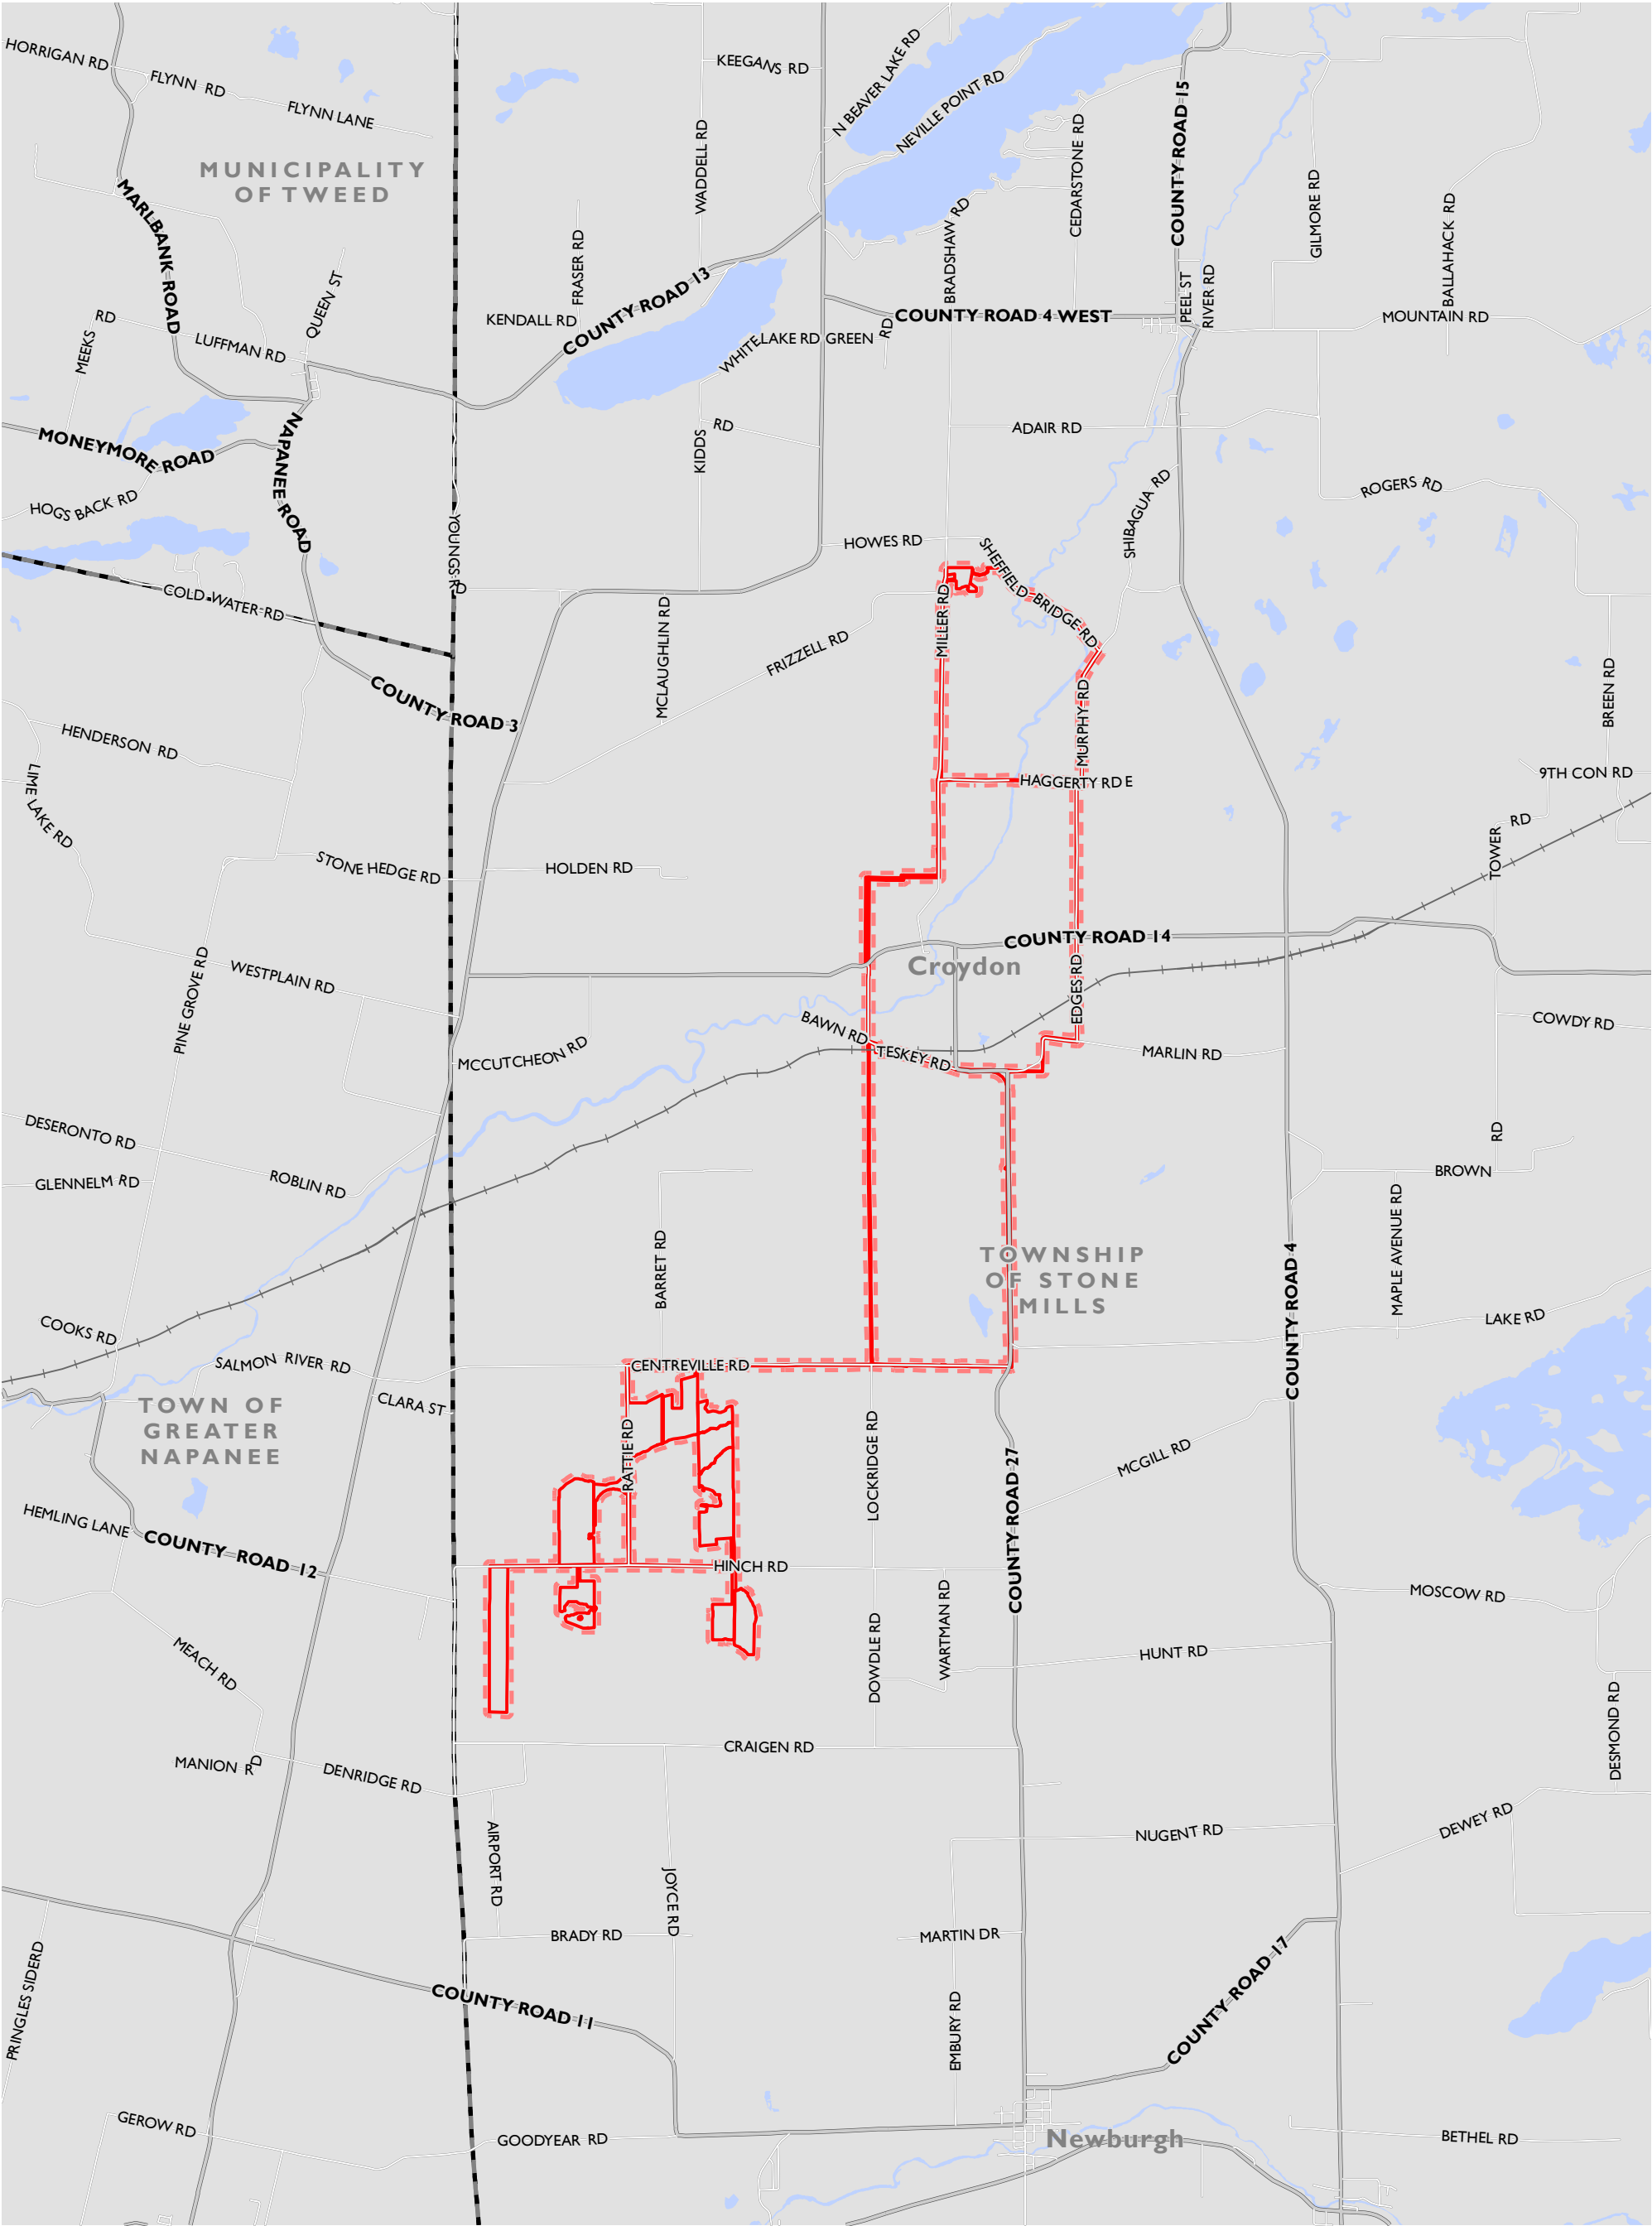 HORRIGAN RD
FLYNN RD
FLYNN LANE
KEEGANS RD
N BEAVER LAKE RD
NEVILLE POINT RD
COUNTY ROAD 15
MUNICIPALITY
OF TWEED
WADDELL RD
CEDARSTONE RD
GILMORE RD
BALLAHACK RD
MARLBANK ROAD
QUEEN ST
FRASER RD
BRADSHAW RD
PEEL ST
RIVER RD
KENDALL RD
COUNTY ROAD 13
COUNTY ROAD 4 WEST
MOUNTAIN RD
MEEKS RD
LUFFMAN RD
WHITE LAKE RD
GREEN RD
KIDDS RD
ADAIR RD
MONEYMORE ROAD
NAPANEE ROAD
HOGS BACK RD
ROGERS RD
SHIBAGUA RD
YOUNGS RD
HOWES RD
SHEFFIELD BRIDGE RD
COLD WATER RD
MILLER RD
MCLAUGHLIN RD
FRIZZELL RD
COUNTY ROAD 3
MURPHY RD
BREEN RD
HENDERSON RD
HAGGERTY RD E
9TH CON RD
LIME LAKE RD
STONE HEDGE RD
HOLDEN RD
TOWER RD
COUNTY ROAD 14
Croydon
WESTPLAIN RD
PINE GROVE RD
EDGES RD
BAWN RD
TESKEY RD
COWDY RD
MCCUTCHEON RD
MARLIN RD
DESERONTO RD
GLENNELM RD
ROBLIN RD
BROWN RD
MAPLE AVENUE RD
BARRET RD
TOWNSHIP
OF STONE
MILLS
COUNTY ROAD 4
COOKS RD
LAKE RD
SALMON RIVER RD
CENTREVILLE RD
CLARA ST
TOWN OF
GREATER
NAPANEE
RATTIE RD
LOCKRIDGE RD
MCGILL RD
COUNTY ROAD 27
HEMLING LANE
COUNTY ROAD 12
HINCH RD
MOSCOW RD
WARTMAN RD
DOWDLE RD
MEACH RD
HUNT RD
DESMOND RD
MANION RD
DENRIDGE RD
CRAIGEN RD
AIRPORT RD
JOYCE RD
NUGENT RD
DEWEY RD
BRADY RD
MARTIN DR
PRINGLES SIDERD
COUNTY ROAD 11
EMBURY RD
COUNTY ROAD 17
GEROW RD
GOODYEAR RD
Newburgh
BETHEL RD